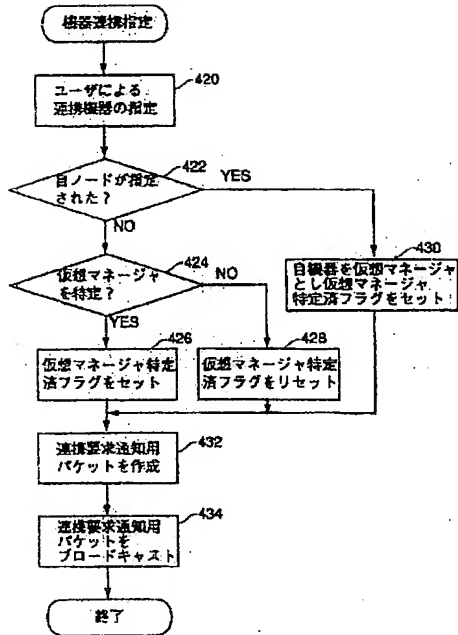 機器連携指定
420
ユーザによる
連携機器の指定
422
自ノードが指定
された？
YES
NO
424
仮想マネージャ
を特定？
NO
YES
430
自機器を仮想マネージャ
とし仮想マネージャ
特定済フラグをセット
426
仮想マネージャ特定
済フラグをセット
428
仮想マネージャ特定
済フラグをリセット
432
連携要求通知用
パケットを作成
434
連携要求通知用
パケットを
ブロードキャスト
終了